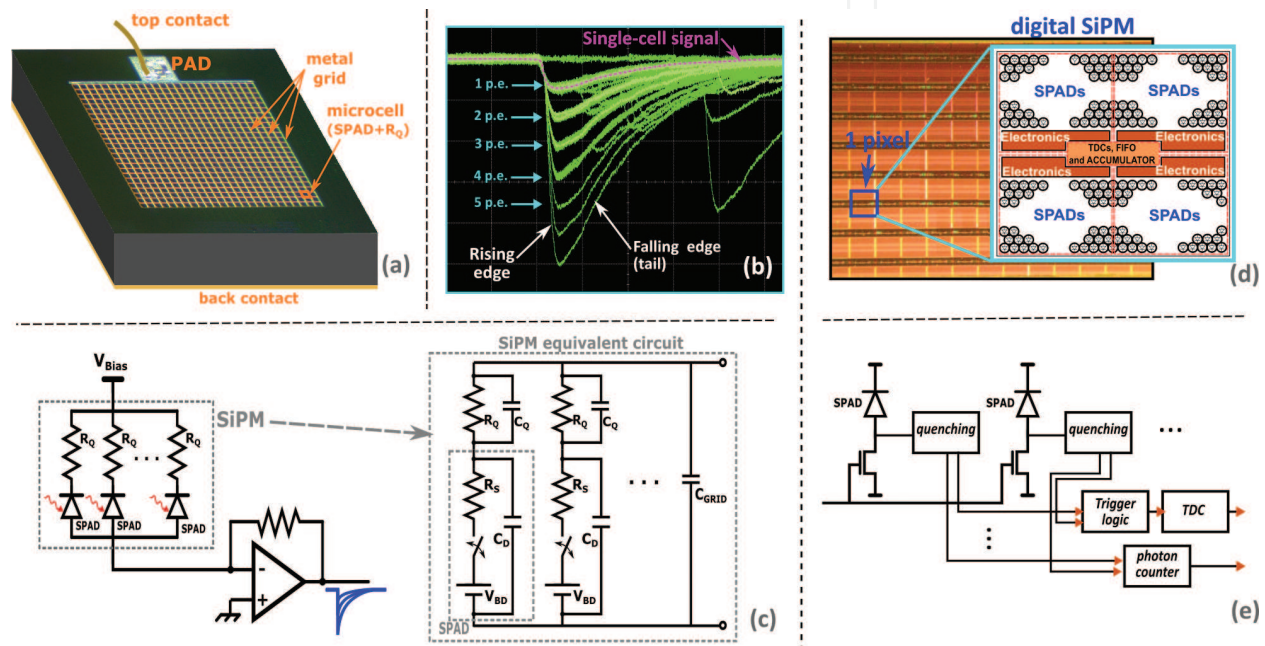 top contact
PAD
metal
grid
microcell
(SPAD+RQ)
back contact
(a)
Single-cell signal
1 p.e.
2 p.e.
3 p.e.
4 p.e.
5 p.e.
Rising
edge
Falling edge
(tail)
(b)
digital SiPM
1 pixel
SPADs
SPADs
Electronics
Electronics
TDCs, FIFO
and ACCUMULATOR
Electronics
Electronics
SPADs
SPADs
(d)
VBias
SiPM
RQ
RQ
RQ
. . .
SPAD
SPAD
SPAD
-
+
SiPM equivalent circuit
RQ
CQ
RQ
CQ
RS
CD
RS
CD
. . .
CGRID
VBD
VBD
SPAD
(c)
SPAD
quenching
SPAD
quenching
...
Trigger
logic
TDC
photon
counter
(e)